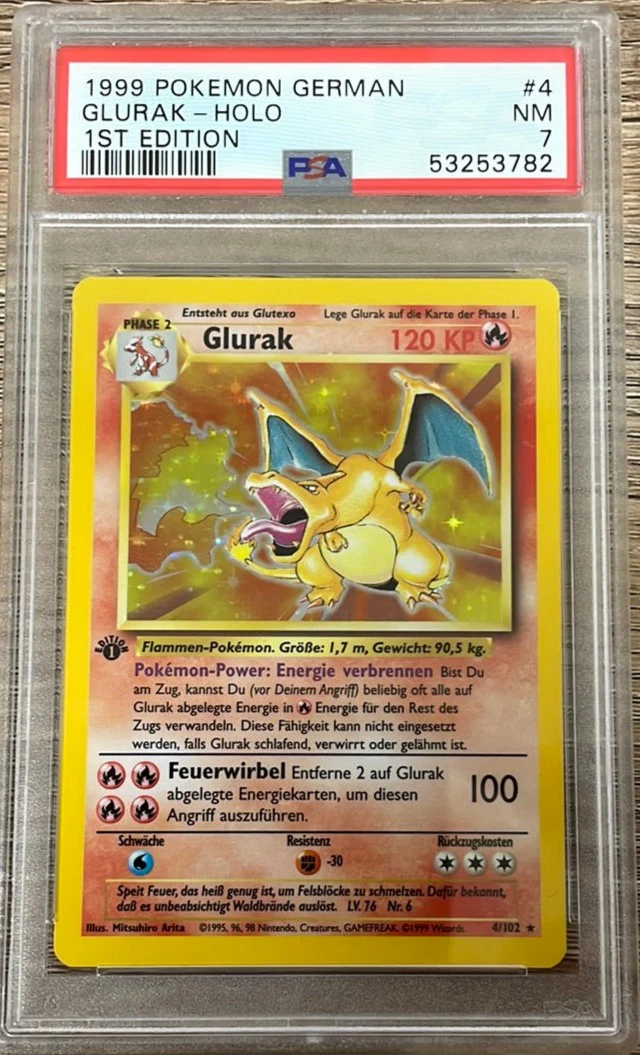 1999 POKEMON GERMAN #4
GLURAK - HOLO NM
1ST EDITION 7
PSA 53253782
Entsteht aus Glutexo Lege Glurak auf die Karte der Phase 1.
PHASE 2
Glurak 120 KP
EDITION
1
Flammen-Pokémon. Größe: 1,7 m, Gewicht: 90,5 kg.
Pokémon-Power: Energie verbrennen Bist Du
am Zug, kannst Du (vor Deinem Angriff) beliebig oft alle auf
Glurak abgelegte Energie in Energie für den Rest des
Zugs verwandeln. Diese Fähigkeit kann nicht eingesetzt
werden, falls Glurak schlafend, verwirrt oder gelähmt ist.
Feuerwirbel Entferne 2 auf Glurak
abgelegte Energiekarten, um diesen 100
Angriff auszuführen.
Schwäche Resistenz Rückzugskosten
-30
Speit Feuer, das heiß genug ist, um Felsblöcke zu schmelzen. Dafür bekannt,
daß es unbeabsichtigt Waldbrände auslöst. LV. 76 Nr. 6
Illus. Mitsuhiro Arita ©1995, 96, 98 Nintendo, Creatures, GAMEFREAK. ©1999 Wizards. 4/102 ★
PSA